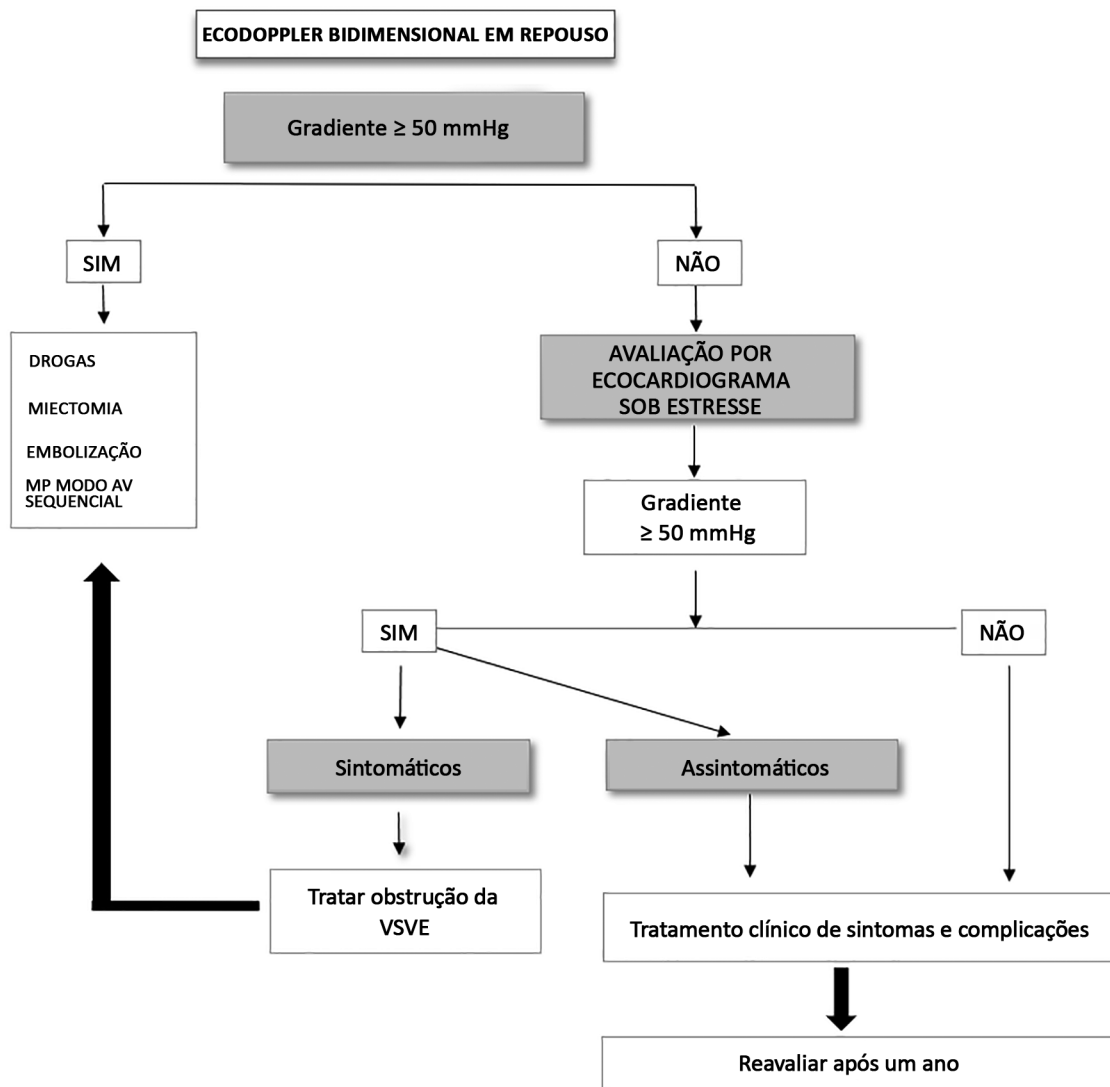 ECODOPPLER BIDIMENSIONAL EM REPOUSO
Gradiente ≥ 50 mmHg
SIM
NÃO
DROGAS
MIECTOMIA
EMBOLIZAÇÃO
MP MODO AV
SEQUENCIAL
AVALIAÇÃO POR
ECOCARDIOGRAMA
SOB ESTRESSE
Gradiente
≥ 50 mmHg
SIM
NÃO
Sintomáticos
Assintomáticos
Tratar obstrução da
VSVE
Tratamento clínico de sintomas e complicações
Reavaliar após um ano